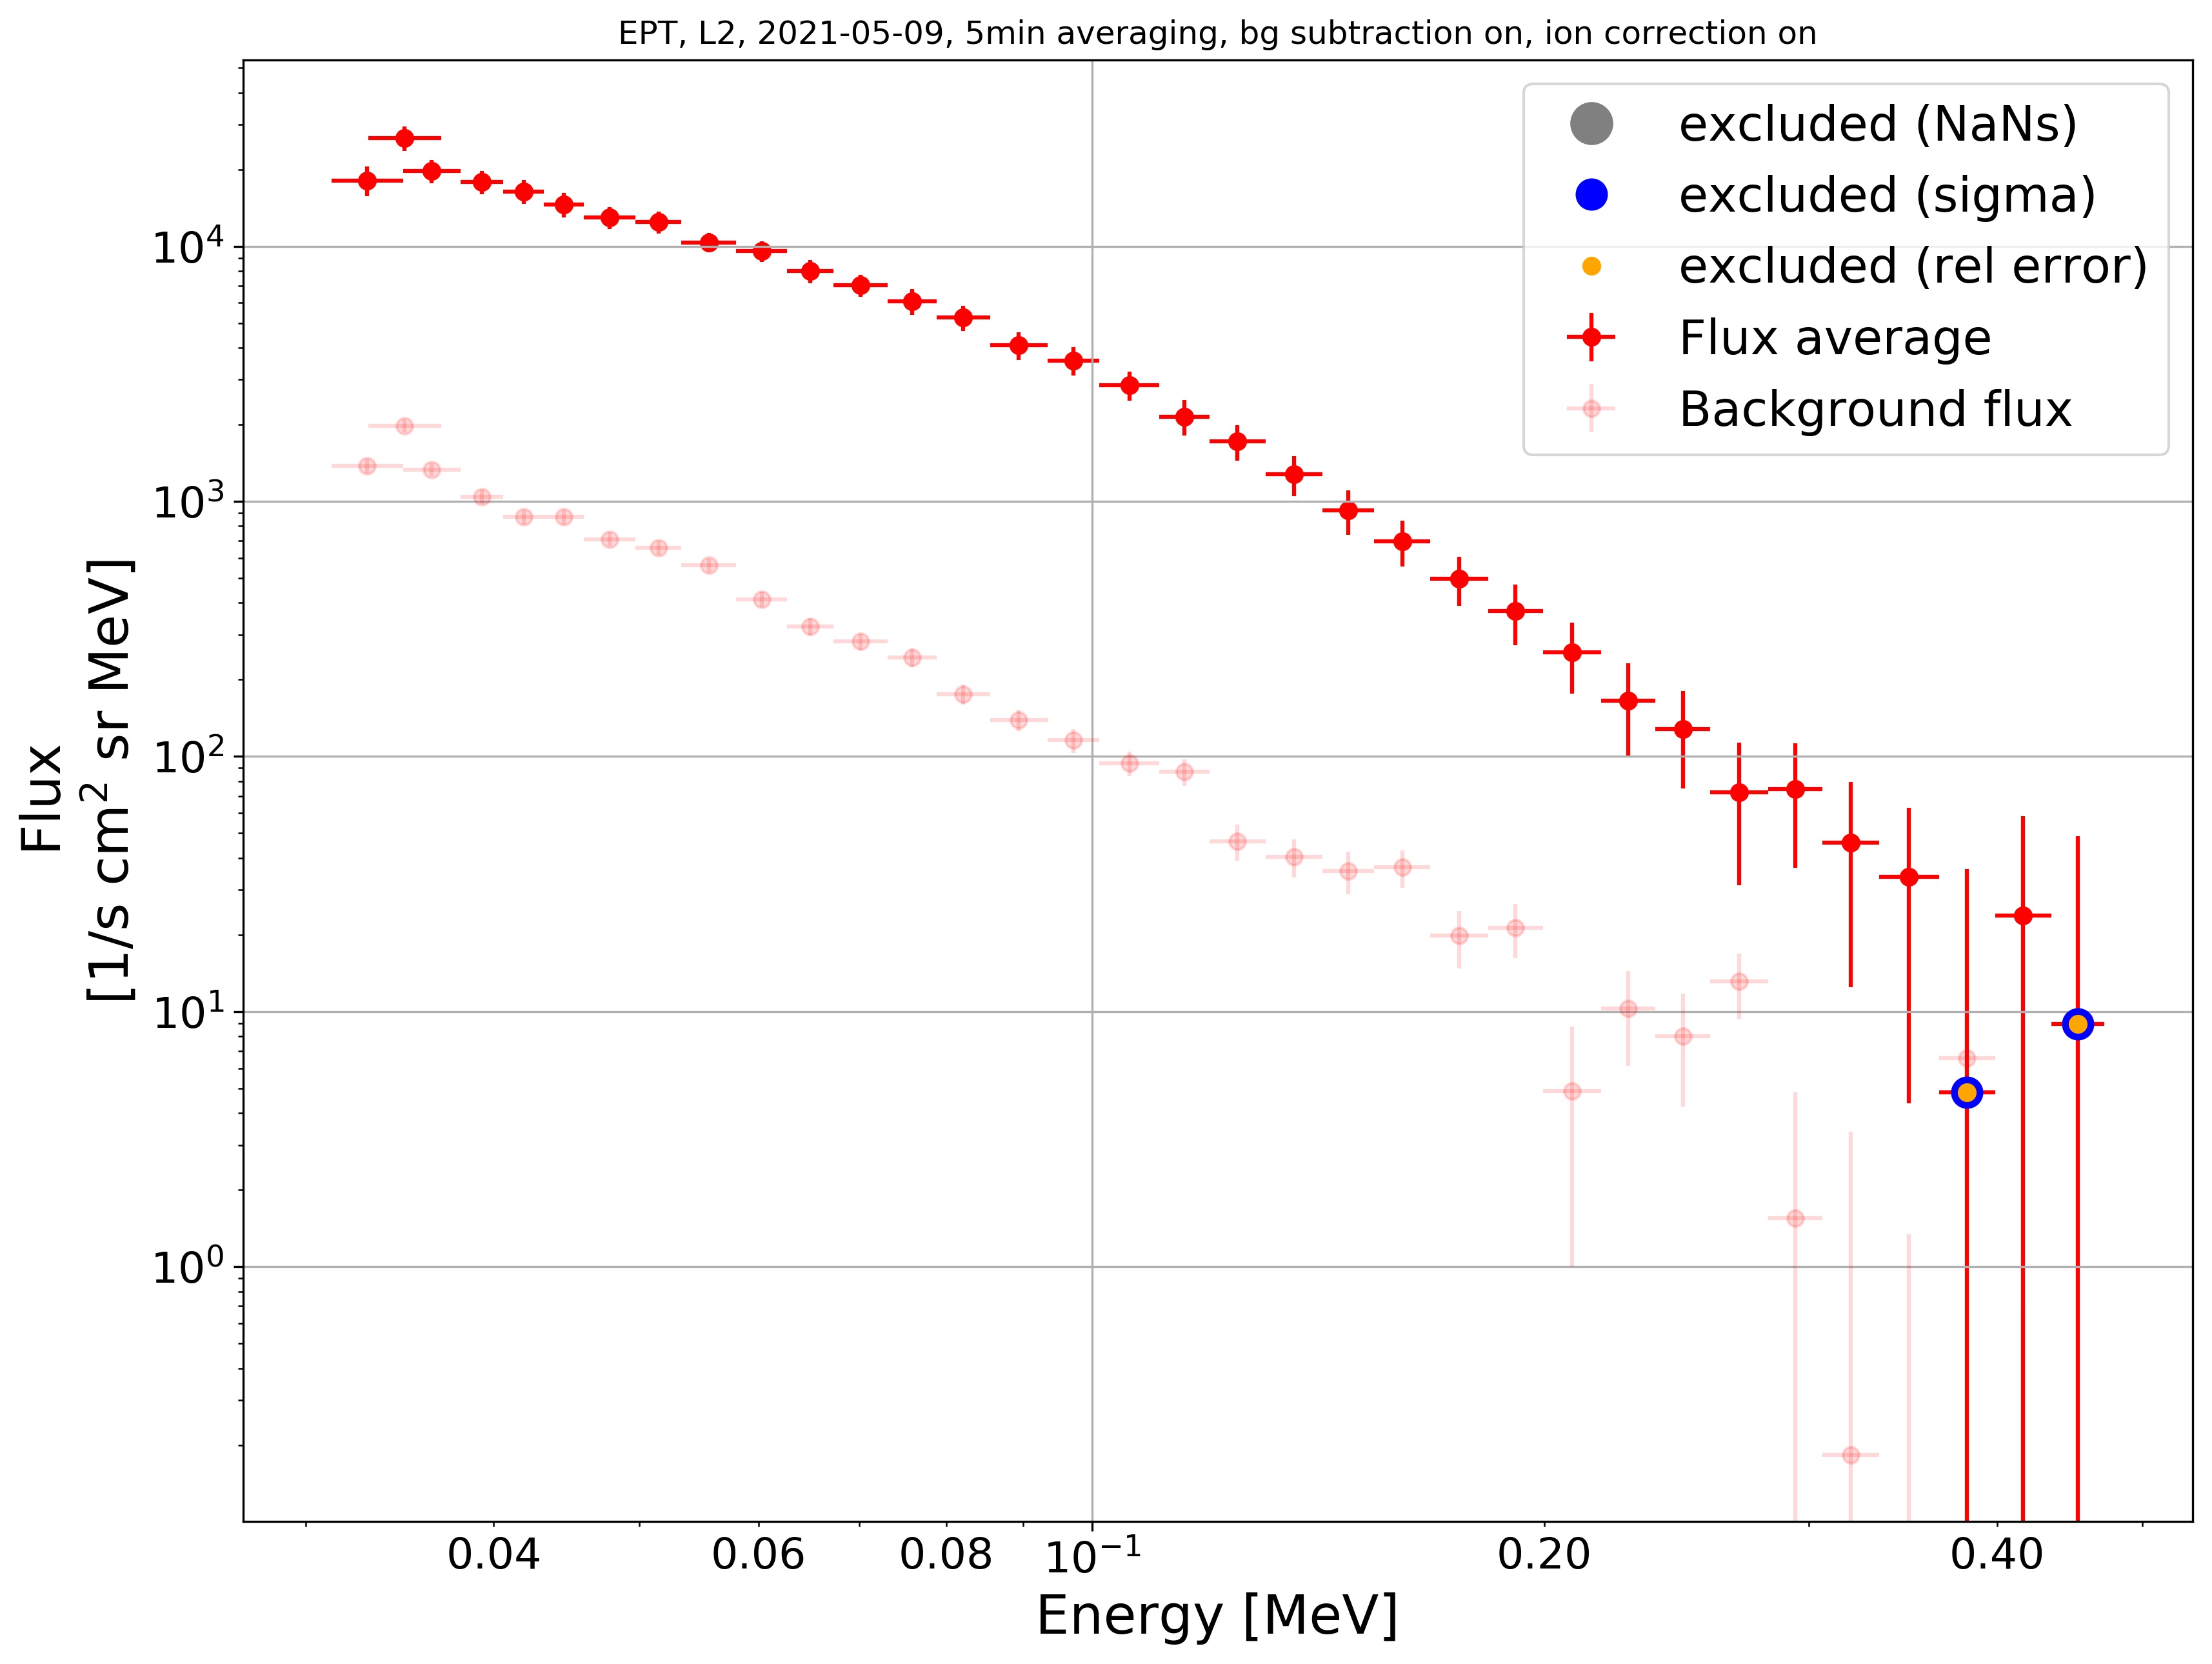 EPT, L2, 2021-05-09, 5min averaging, bg subtraction on, ion correction on
excluded (NaNs)
excluded (sigma)
excluded (rel error)
Flux average
Background flux
10⁴
10³
10²
10¹
10⁰
Flux
[1/s cm² sr MeV]
0.04 0.06 0.08 10⁻¹ 0.20 0.40
Energy [MeV]